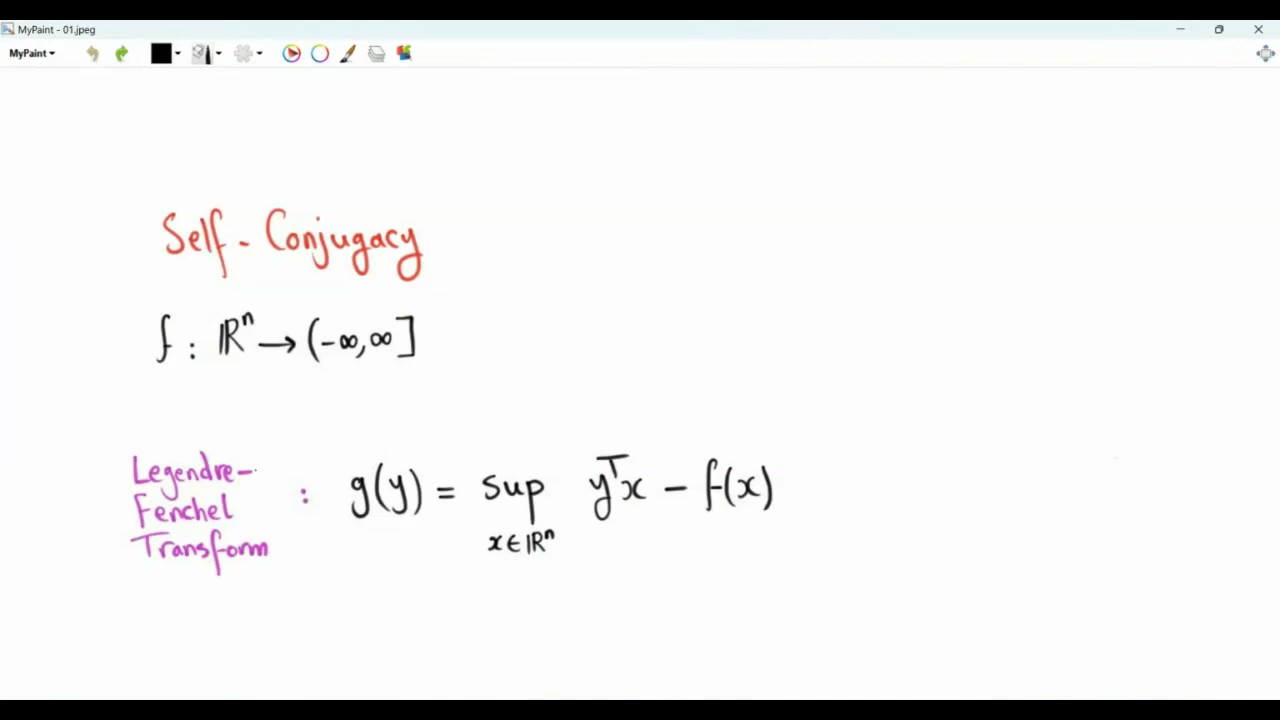 MyPaint - 01.jpeg
MyPaint
Self-Conjugacy
f : ℝⁿ → (-∞, ∞]
Legendre-
Fenchel
Transform
: g(y) = sup yᵀx - f(x)
x∈ℝⁿ